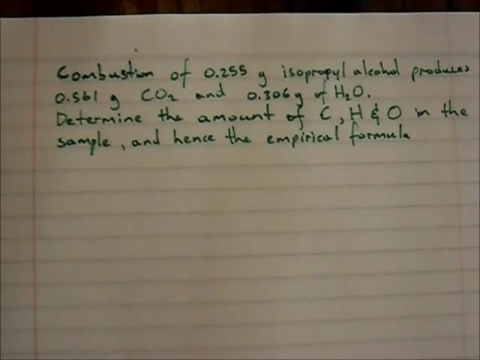 Combustion of 0.255 g isopropyl alcohol produces
0.561 g CO2 and 0.306 g of H2O.
Determine the amount of C, H & O in the
sample, and hence the empirical formula